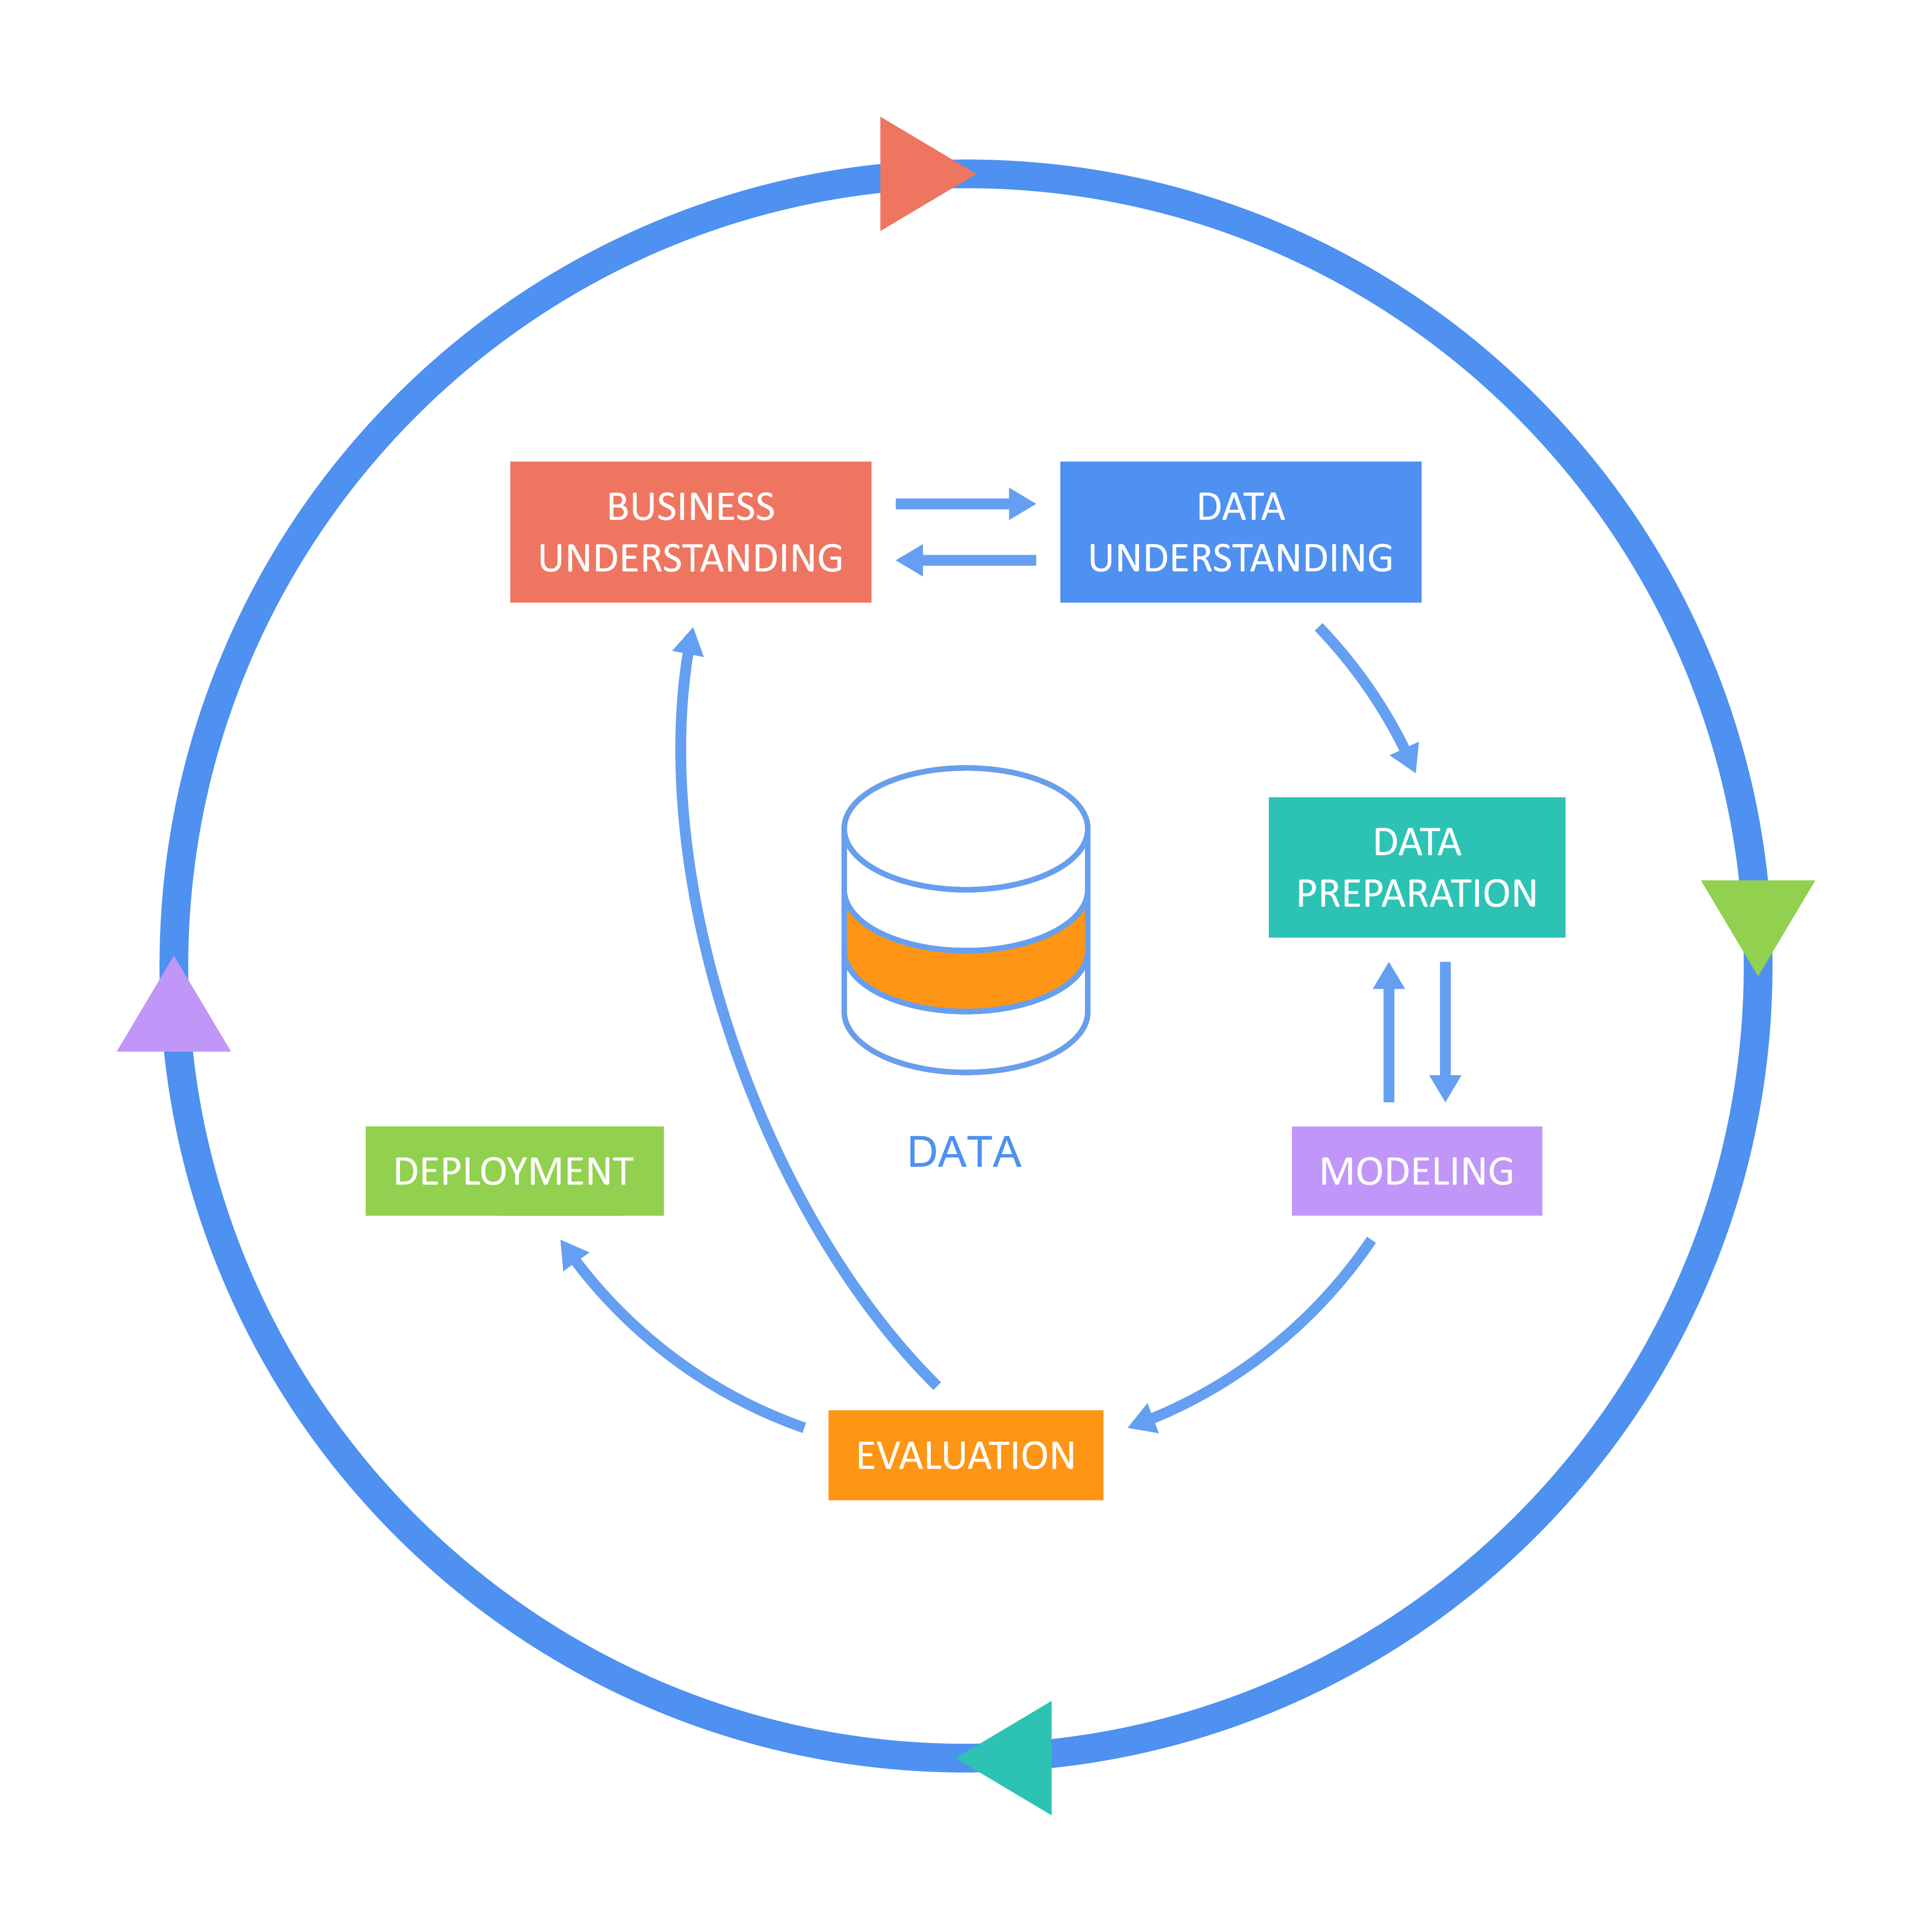 BUSINESS
UNDERSTANDING
DATA
UNDERSTANDING
DATA
PREPARATION
DATA
DEPLOYMENT
MODELING
EVALUATION